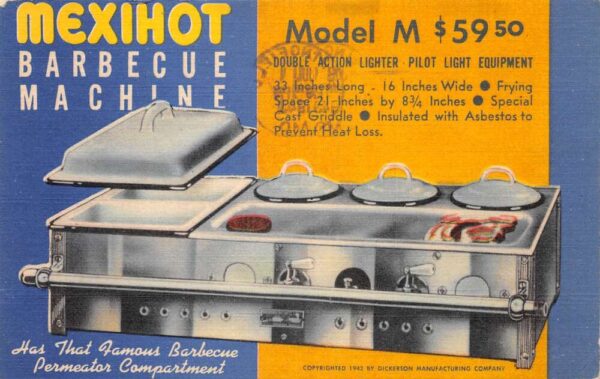 MEXIHOT
BARBECUE
MACHINE
Model M $59 50
DOUBLE ACTION LIGHTER - PILOT LIGHT EQUIPMENT
33 Inches Long - 16 Inches Wide ● Frying
Space 21 Inches by 8¾ Inches ● Special
Cast Griddle ● Insulated with Asbestos to
Prevent Heat Loss.
Has That Famous Barbecue
Permeator Compartment
COPYRIGHTED 1942 BY DICKERSON MANUFACTURING COMPANY